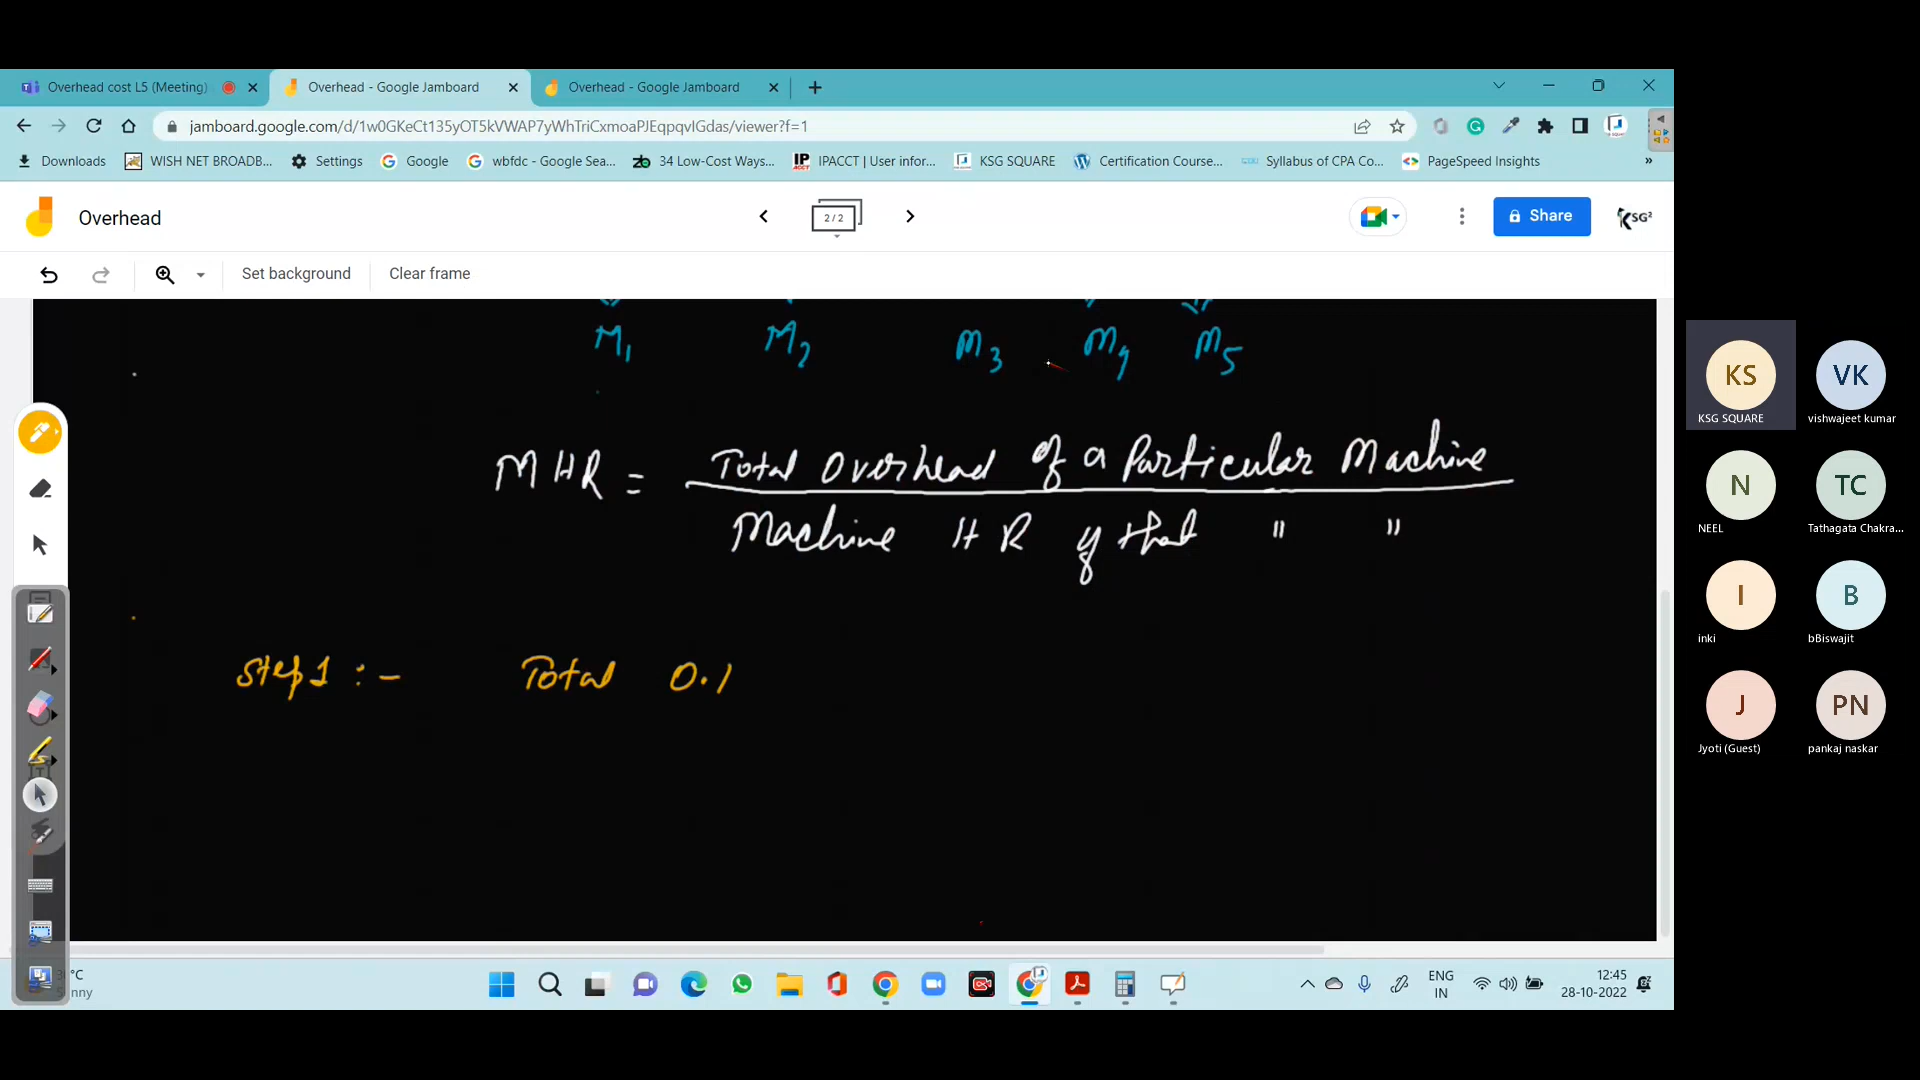 Overhead cost L5 (Meeting) Overhead - Google Jamboard Overhead - Google Jamboard
jamboard.google.com/d/1w0GKeCt135yOT5kVWAP7yWhTriCxmoaPJEqpqvIGdas/viewer?f=1
Downloads WISH NET BROADB... Settings Google wbfdc - Google Sea... 34 Low-Cost Ways... IPACCT | User infor... KSG SQUARE Certification Course... Syllabus of CPA Co... PageSpeed Insights »
Overhead 2 / 2 Share KSG²
Set background Clear frame
M1 M2 M3 M4 M5
MHR = Total Overhead of a Particular Machine
Machine HR of that " "
Step 1 :- Total O.
KS VK
KSG SQUARE vishwajeet kumar
N TC
NEEL Tathagata Chakra...
I B
inki bBiswajit
J PN
Jyoti (Guest) pankaj naskar
ENG
IN
12:45
28-10-2022